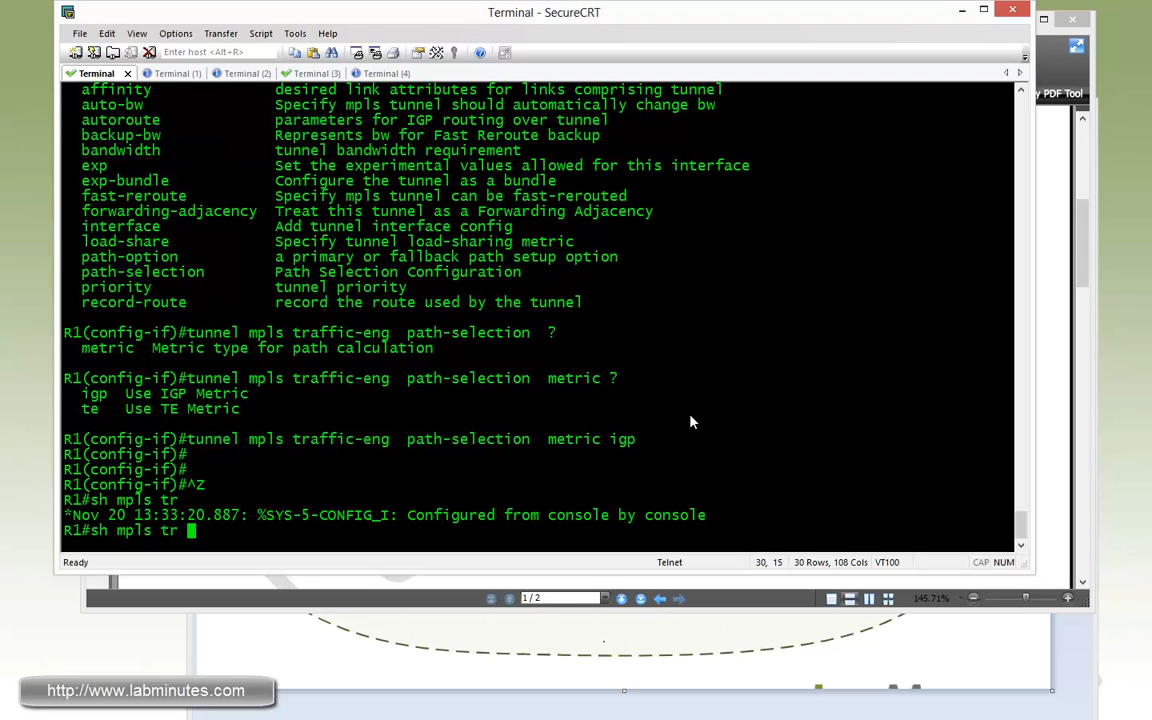 Terminal - SecureCRT
File Edit View Options Transfer Script Tools Help
Enter host <Alt+R>
y PDF Tool
Terminal Terminal (1) Terminal (2) Terminal (3) Terminal (4)
affinity desired link attributes for links comprising tunnel
auto-bw Specify mpls tunnel should automatically change bw
autoroute parameters for IGP routing over tunnel
backup-bw Represents bw for Fast Reroute backup
bandwidth tunnel bandwidth requirement
exp Set the experimental values allowed for this interface
exp-bundle Configure the tunnel as a bundle
fast-reroute Specify mpls tunnel can be fast-rerouted
forwarding-adjacency Treat this tunnel as a Forwarding Adjacency
interface Add tunnel interface config
load-share Specify tunnel load-sharing metric
path-option a primary or fallback path setup option
path-selection Path Selection Configuration
priority tunnel priority
record-route record the route used by the tunnel
R1(config-if)#tunnel mpls traffic-eng path-selection ?
metric Metric type for path calculation
R1(config-if)#tunnel mpls traffic-eng path-selection metric ?
igp Use IGP Metric
te Use TE Metric
R1(config-if)#tunnel mpls traffic-eng path-selection metric igp
R1(config-if)#
R1(config-if)#
R1(config-if)#^Z
R1#sh mpls tr
*Nov 20 13:33:20.887: %SYS-5-CONFIG_I: Configured from console by console
R1#sh mpls tr
Ready Telnet 30, 15 30 Rows, 108 Cols VT100 CAP NUM
1 / 2 145.71%
http://www.labminutes.com